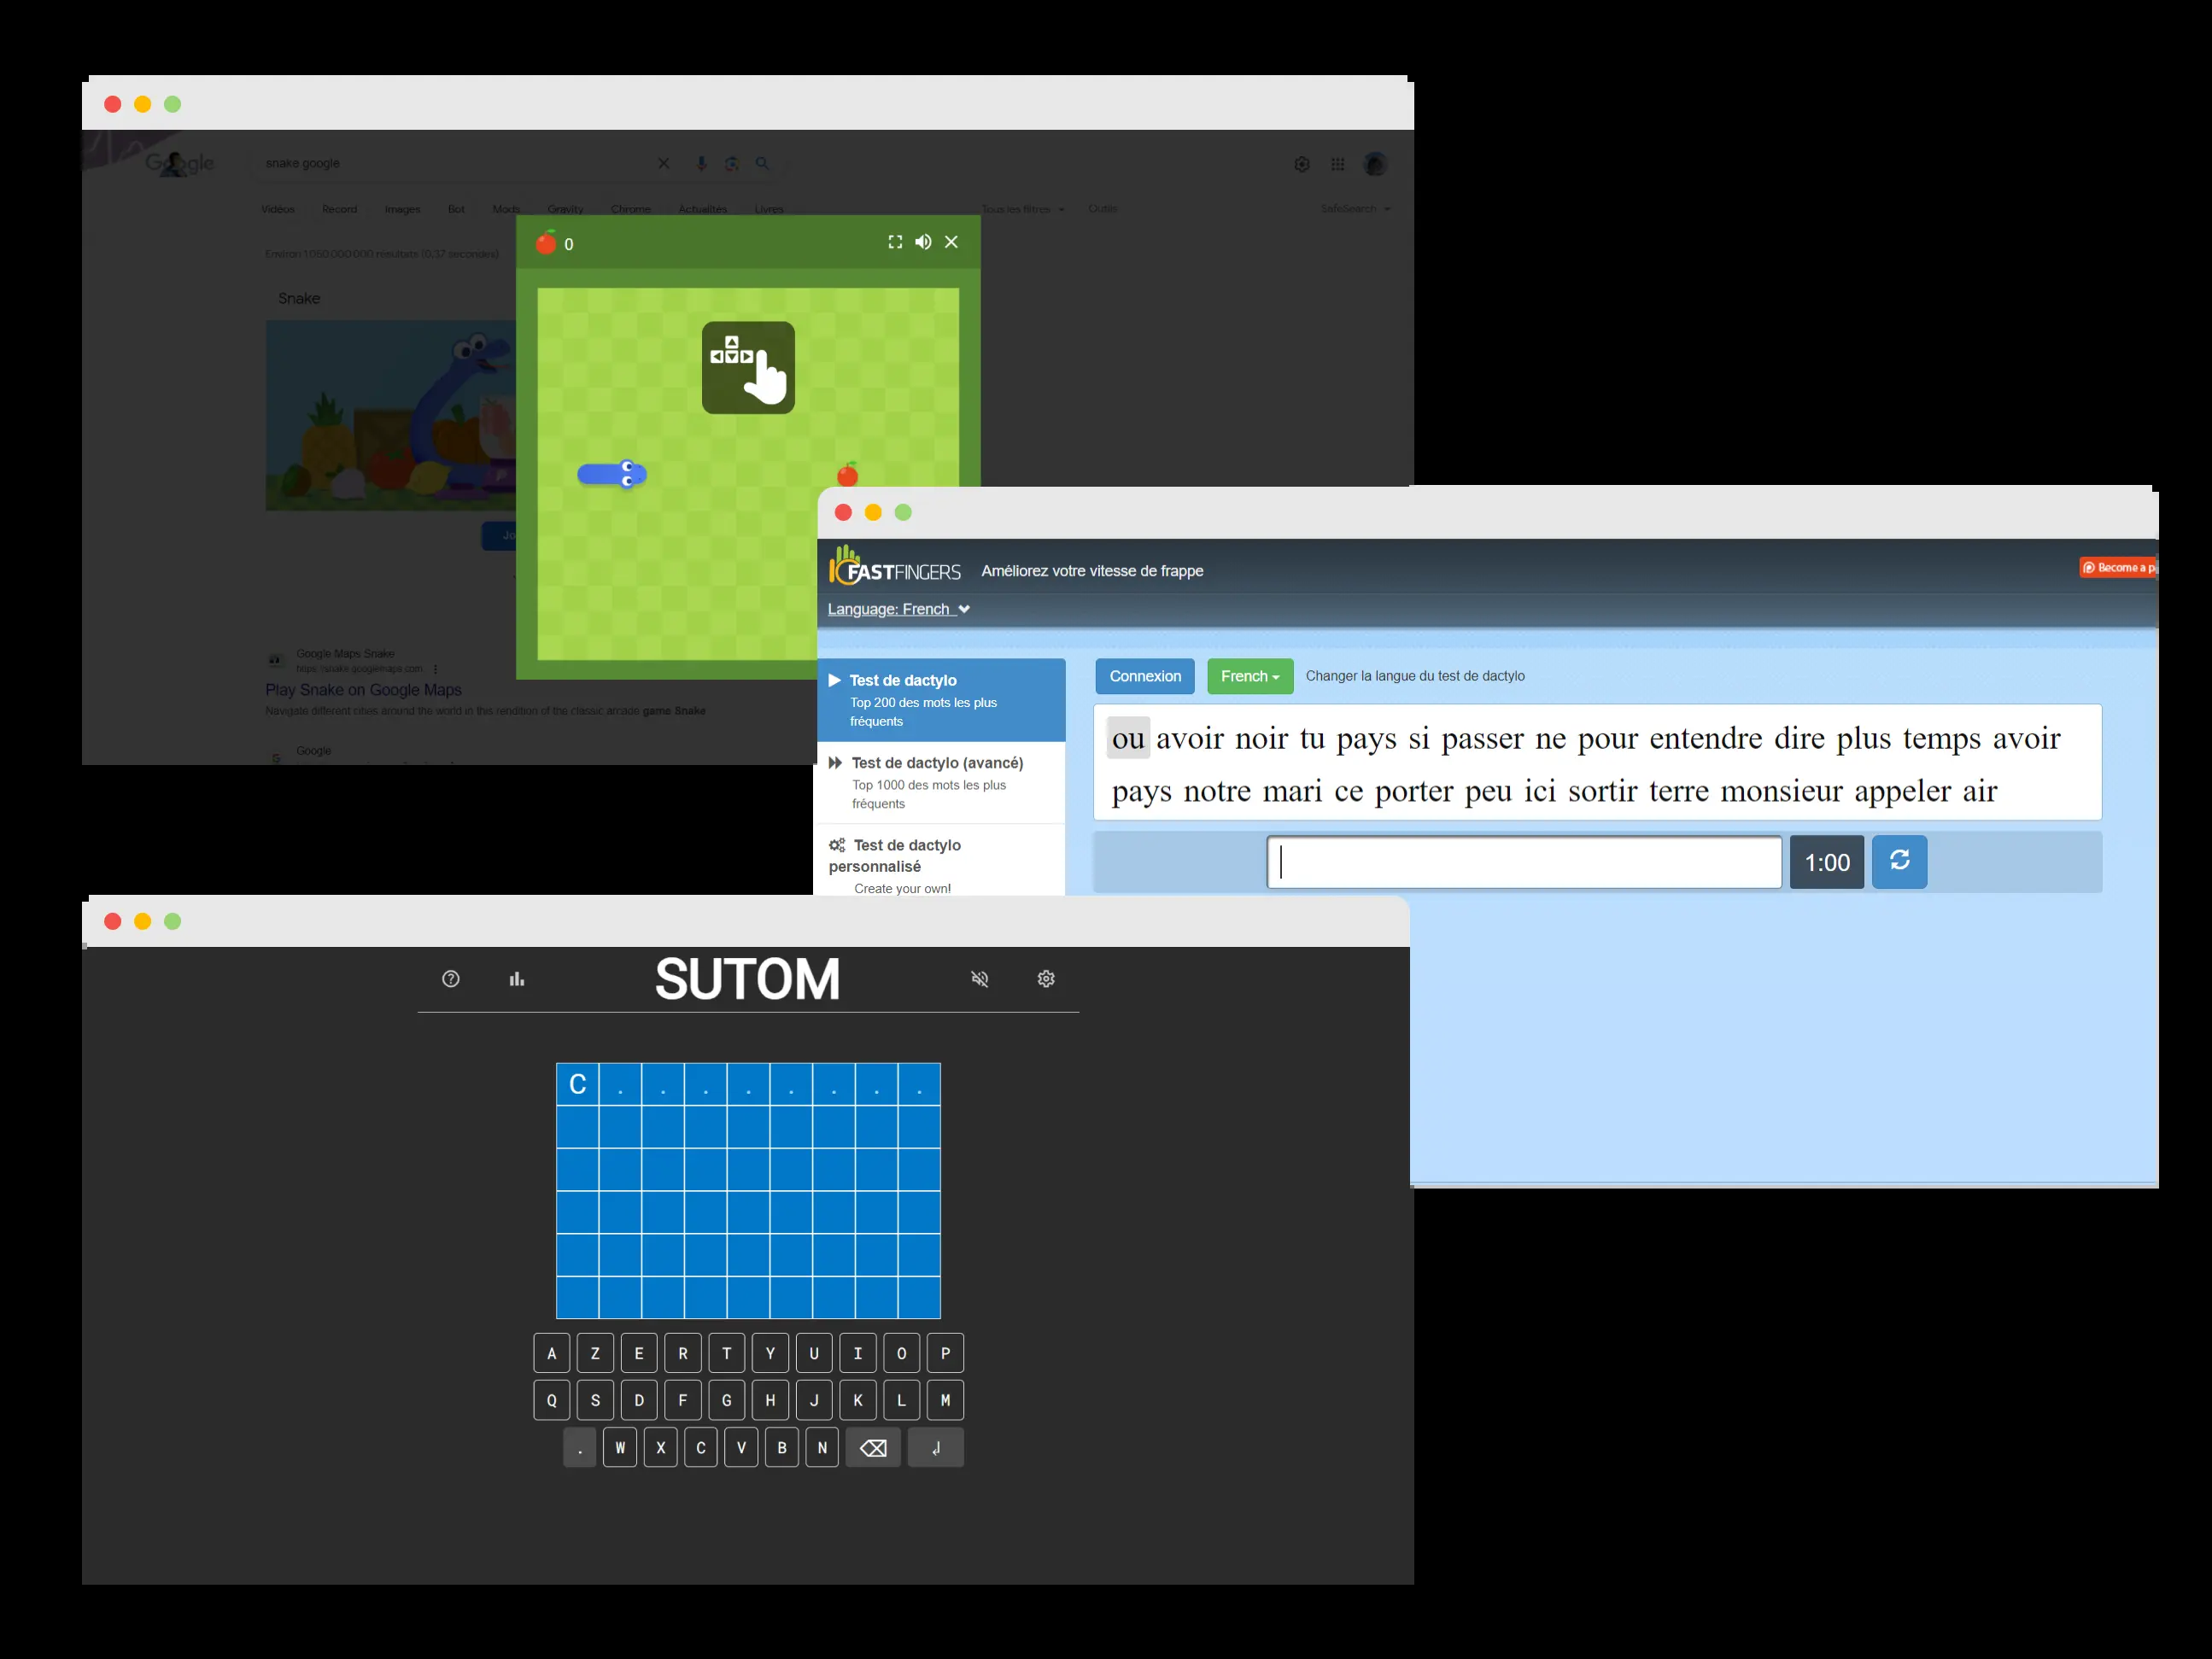 Google
snake google
Vidéos Record Images Bot Mods Gravity Chrome Actualités Livres Tous les filtres Outils SafeSearch
Environ 1 060 000 000 résultats (0,37 secondes)
0
Snake
Jo
Google Maps Snake
https://snake.googlemaps.com
Play Snake on Google Maps
Navigate different cities around the world in this rendition of the classic arcade game Snake
Google
10FASTFINGERS Améliorez votre vitesse de frappe
Become a p
Language: French
Test de dactylo
Top 200 des mots les plus
fréquents
Test de dactylo (avancé)
Top 1000 des mots les plus
fréquents
Test de dactylo
personnalisé
Create your own!
Connexion French Changer la langue du test de dactylo
ou avoir noir tu pays si passer ne pour entendre dire plus temps avoir
pays notre mari ce porter peu ici sortir terre monsieur appeler air
1:00
SUTOM
C . . . . . . . .
A Z E R T Y U I O P
Q S D F G H J K L M
. W X C V B N